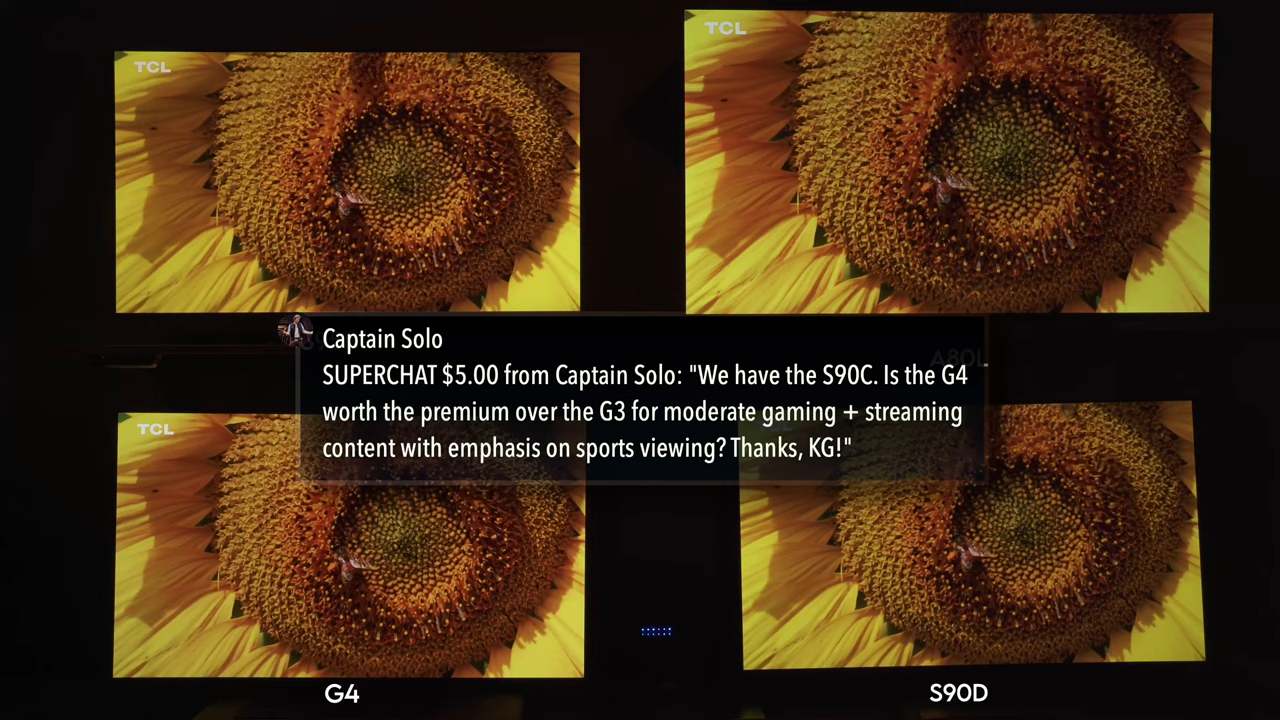 TCL
TCL
Captain Solo
A80L
SUPERCHAT $5.00 from Captain Solo: "We have the S90C. Is the G4
worth the premium over the G3 for moderate gaming + streaming
content with emphasis on sports viewing? Thanks, KG!"
TCL
G4
S90D